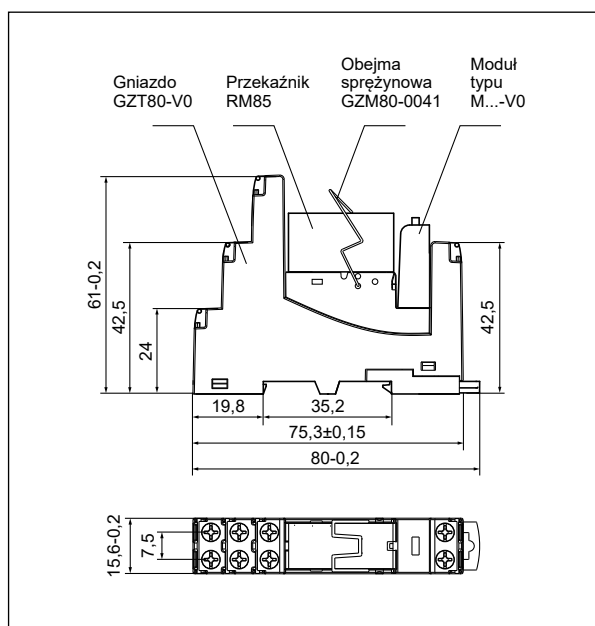 Gniazdo
GZT80-V0
Przekaźnik
RM85
Obejma
sprężynowa
GZM80-0041
Moduł
typu
M...-V0
61-0,2
42,5
24
42,5
19,8
35,2
75,3±0,15
80-0,2
15,6-0,2
7,5